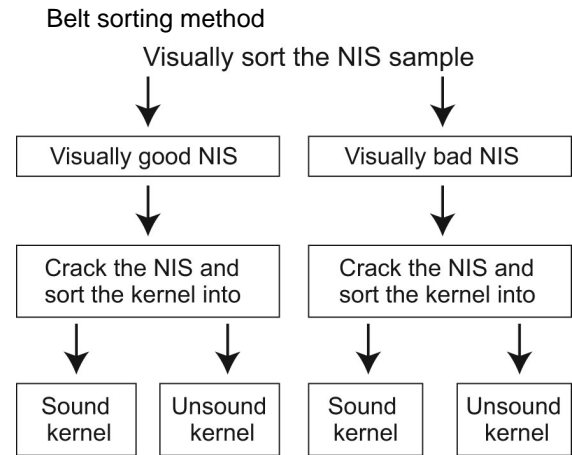 Belt sorting method
Visually sort the NIS sample
Visually good NIS
Visually bad NIS
Crack the NIS and
sort the kernel into
Crack the NIS and
sort the kernel into
Sound
kernel
Unsound
kernel
Sound
kernel
Unsound
kernel